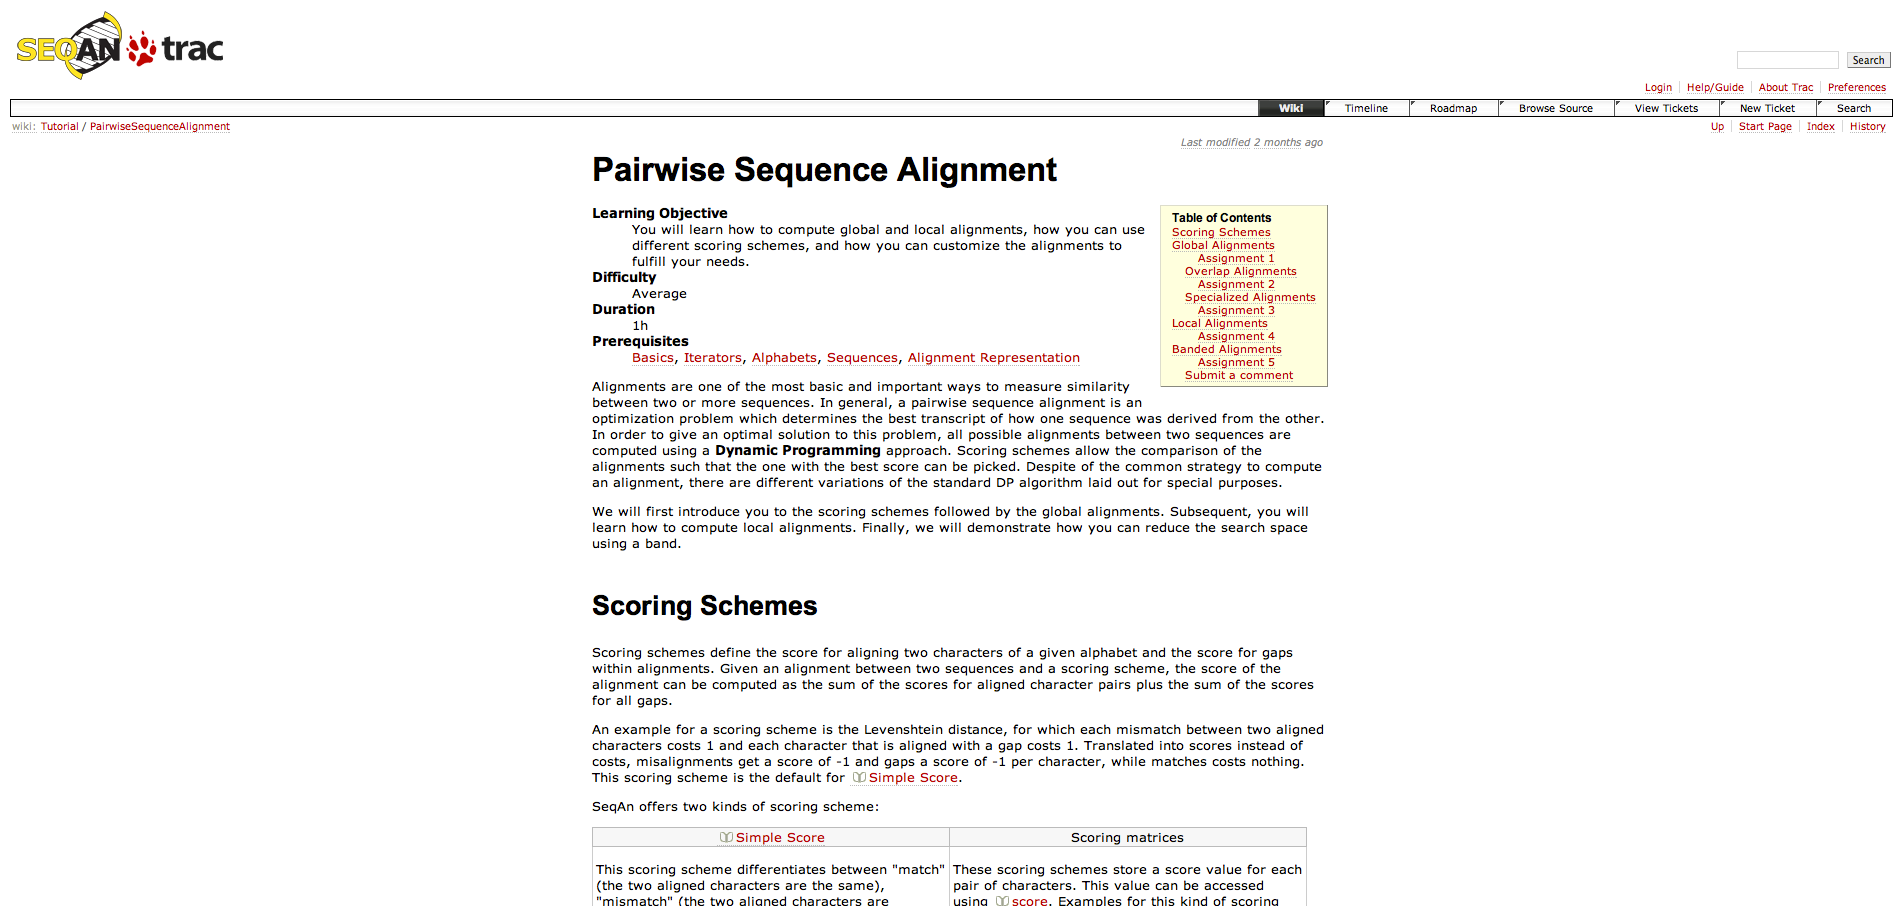 SEQAN trac
Search
Login Help/Guide About Trac Preferences
Wiki Timeline Roadmap Browse Source View Tickets New Ticket Search
wiki: Tutorial / PairwiseSequenceAlignment
Up Start Page Index History
Last modified 2 months ago
Pairwise Sequence Alignment
Learning Objective
You will learn how to compute global and local alignments, how you can use
different scoring schemes, and how you can customize the alignments to
fulfill your needs.
Difficulty
Average
Duration
1h
Prerequisites
Basics, Iterators, Alphabets, Sequences, Alignment Representation
Table of Contents
Scoring Schemes
Global Alignments
Assignment 1
Overlap Alignments
Assignment 2
Specialized Alignments
Assignment 3
Local Alignments
Assignment 4
Banded Alignments
Assignment 5
Submit a comment
Alignments are one of the most basic and important ways to measure similarity
between two or more sequences. In general, a pairwise sequence alignment is an
optimization problem which determines the best transcript of how one sequence was derived from the other.
In order to give an optimal solution to this problem, all possible alignments between two sequences are
computed using a Dynamic Programming approach. Scoring schemes allow the comparison of the
alignments such that the one with the best score can be picked. Despite of the common strategy to compute
an alignment, there are different variations of the standard DP algorithm laid out for special purposes.
We will first introduce you to the scoring schemes followed by the global alignments. Subsequent, you will
learn how to compute local alignments. Finally, we will demonstrate how you can reduce the search space
using a band.
Scoring Schemes
Scoring schemes define the score for aligning two characters of a given alphabet and the score for gaps
within alignments. Given an alignment between two sequences and a scoring scheme, the score of the
alignment can be computed as the sum of the scores for aligned character pairs plus the sum of the scores
for all gaps.
An example for a scoring scheme is the Levenshtein distance, for which each mismatch between two aligned
characters costs 1 and each character that is aligned with a gap costs 1. Translated into scores instead of
costs, misalignments get a score of -1 and gaps a score of -1 per character, while matches costs nothing.
This scoring scheme is the default for Simple Score.
SeqAn offers two kinds of scoring scheme:
Simple Score
This scoring scheme differentiates between "match"
(the two aligned characters are the same),
"mismatch" (the two aligned characters are
Scoring matrices
These scoring schemes store a score value for each
pair of characters. This value can be accessed
using score. Examples for this kind of scoring